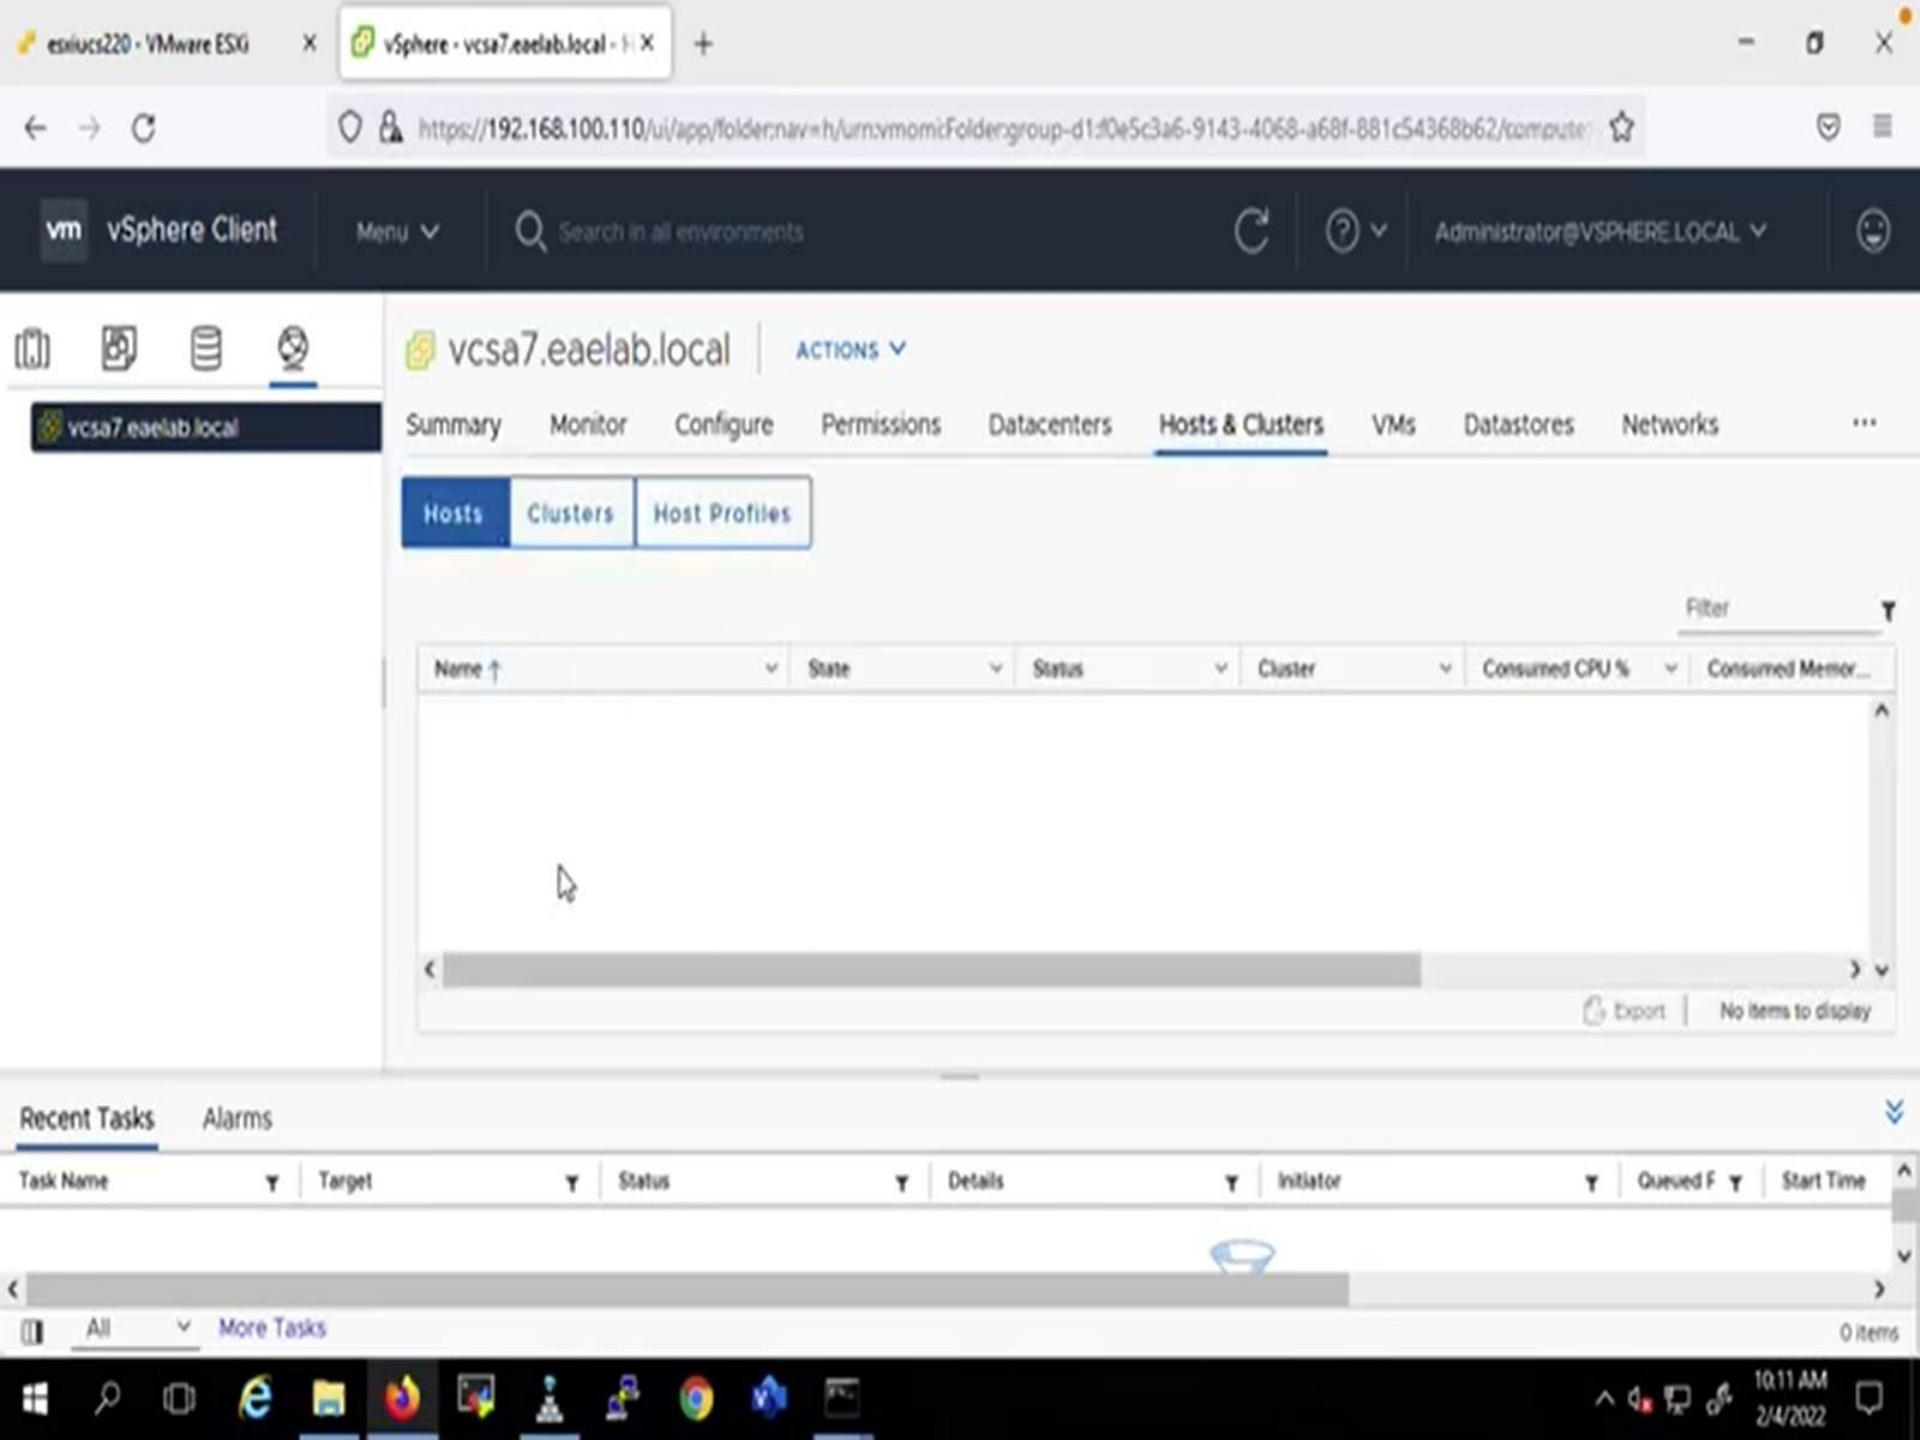 esxiucs220 - VMware ESXi
vSphere - vcsa7.eaelab.local - H
https://192.168.100.110/ui/app/folder;nav=h/urn:vmomi:Folder:group-d1:f0e5c3a6-9143-4068-a68f-881c54368b62/compute
vm vSphere Client
Menu
Search in all environments
Administrator@VSPHERE.LOCAL
vcsa7.eaelab.local
vcsa7.eaelab.local
ACTIONS
Summary Monitor Configure Permissions Datacenters Hosts & Clusters VMs Datastores Networks ...
Hosts Clusters Host Profiles
Filter
Name State Status Cluster Consumed CPU % Consumed Memor...
Export No items to display
Recent Tasks Alarms
Task Name Target Status Details Initiator Queued F Start Time
All More Tasks 0 items
10:11 AM
2/4/2022